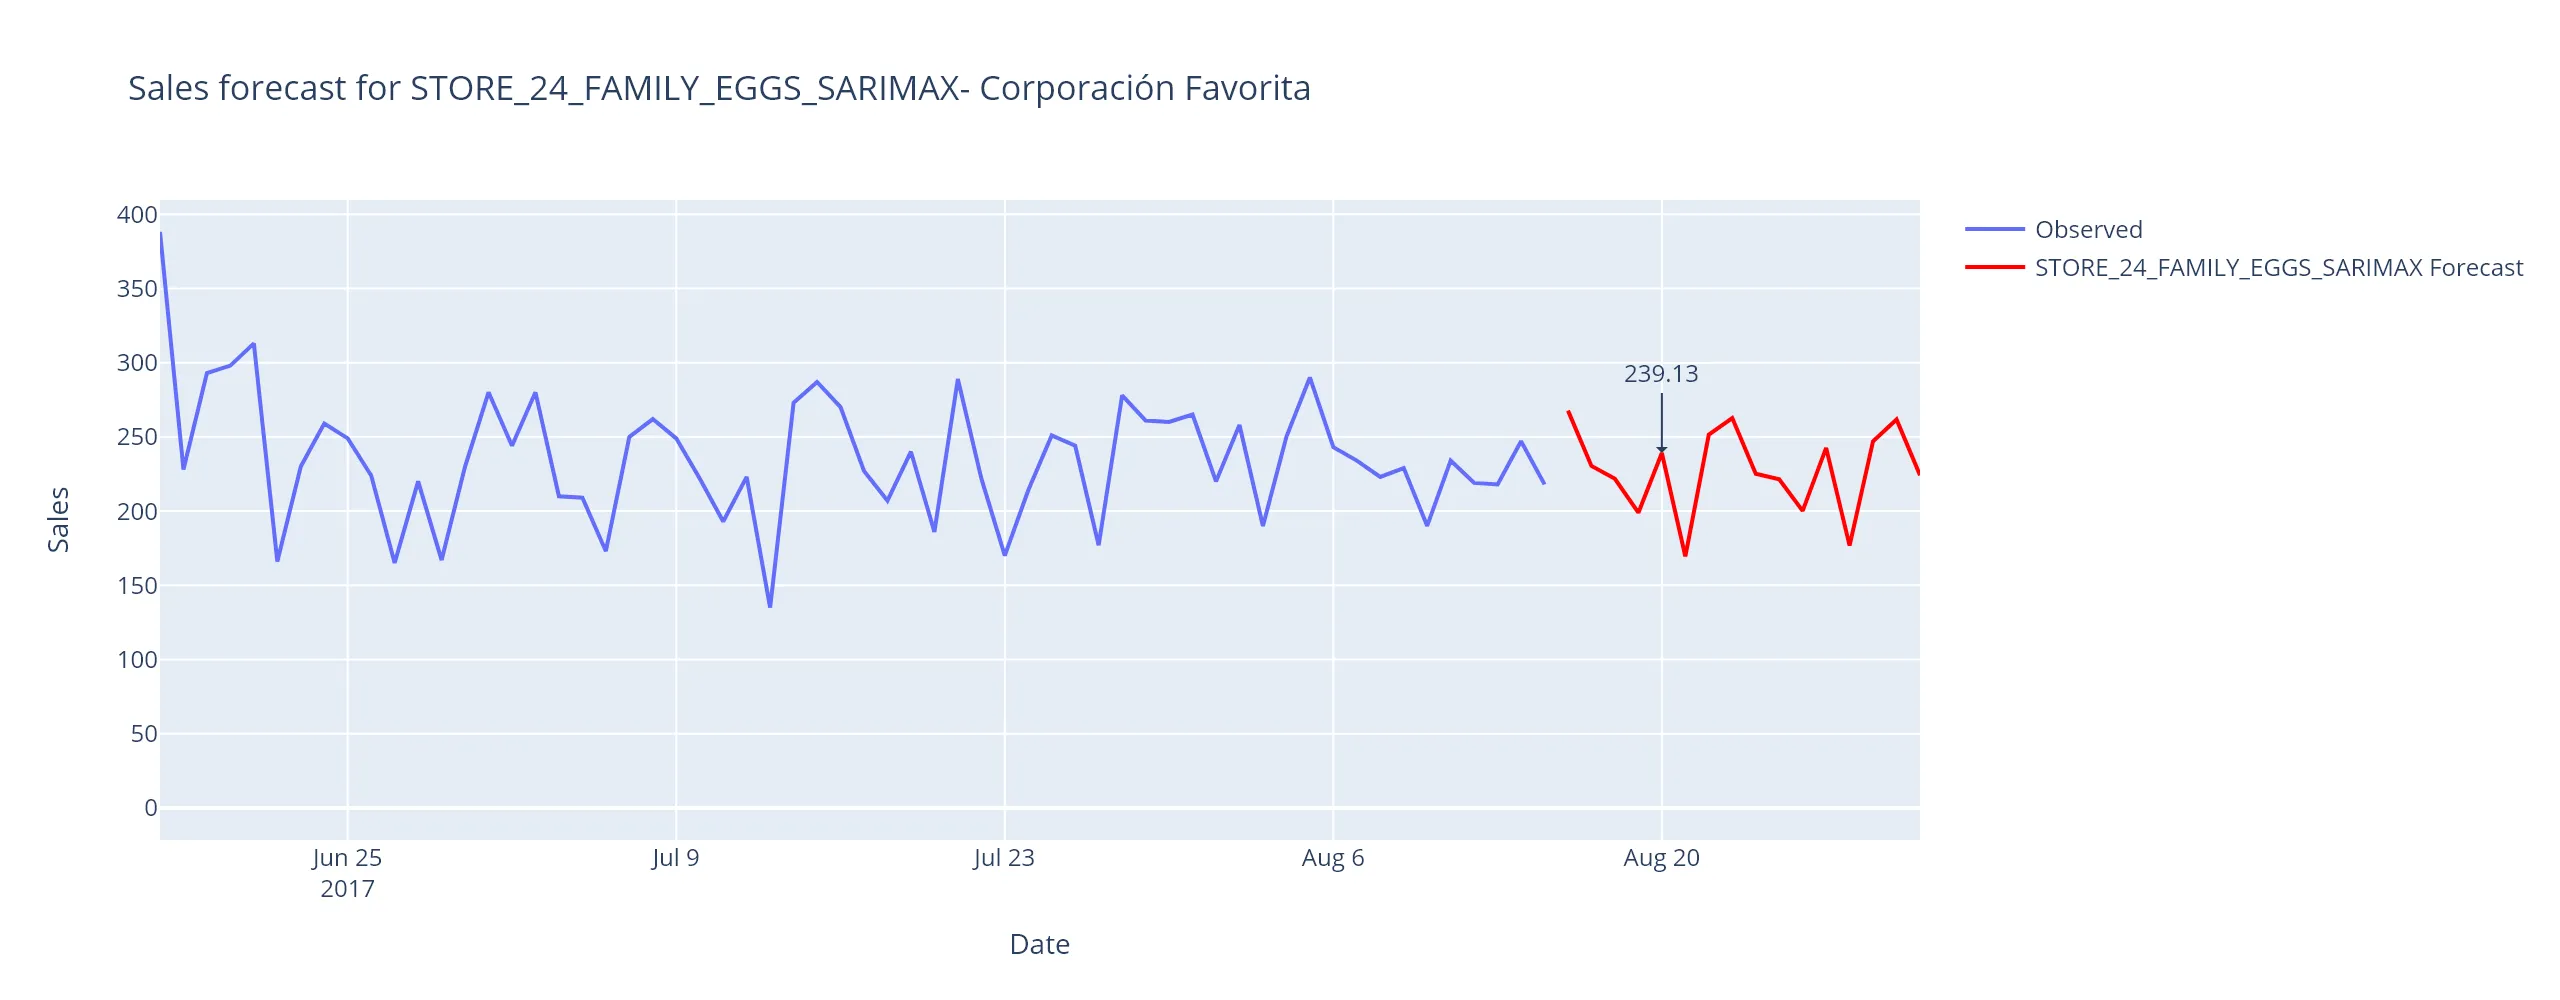 Sales forecast for STORE_24_FAMILY_EGGS_SARIMAX- Corporación Favorita
Observed
STORE_24_FAMILY_EGGS_SARIMAX Forecast
400
350
300
250
200
150
100
50
0
239.13
Sales
Jun 25
2017
Jul 9
Jul 23
Aug 6
Aug 20
Date